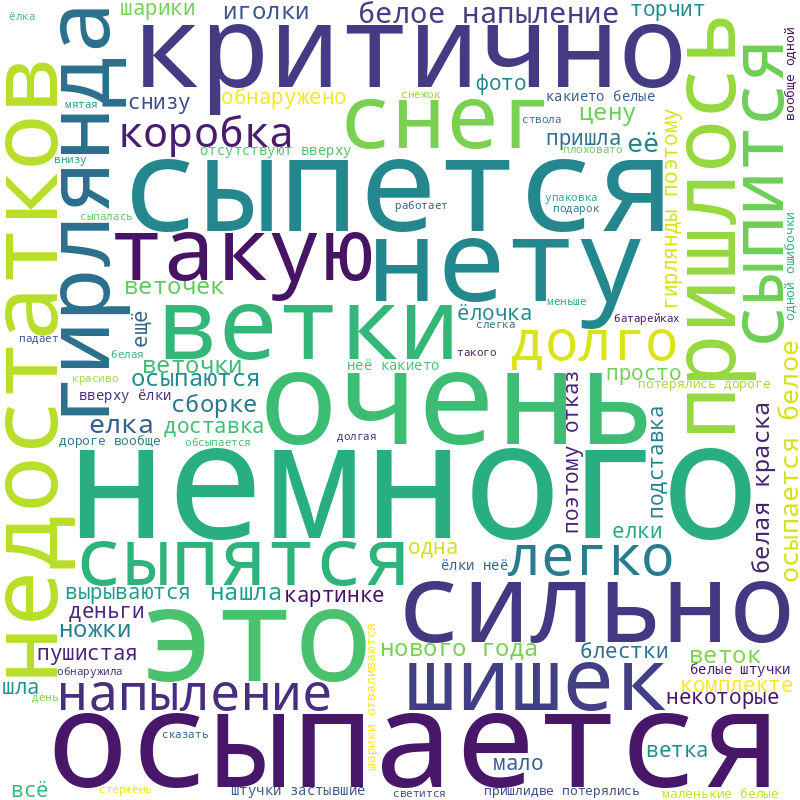 ёлка
шарики
иголки
белое напыление
торчит
критично
фото
снежок
какието белые
вообще одной
мятая
снизу
обнаружено
снег
ствола
цену
коробка
пришла
её
плоховато
отсутствуют вверху
внизу
Гирлянда
недостатков
сыпется
работает
упаковка
подарок
сыпалась
гирлянды поэтому
пришлось
сыпится
одной ошибочки
такую
нету
веточек
ещё
меньше
ветки
ёлочка
слегка
батарейках
долго
падает
белая
веточки
неё какието
такого
просто
красиво
осыпаются
потерялись дороге
белое
осыпается
вверху ёлки
сборке
очень
елка
доставка
долгая
дороге вообще
обсыпается
поэтому отказ
подставка
белая краска
немного
елки
сыпятся
одна
легко
ёлки неё
вырываются
нашла
картинке
деньги
это
сильно
ножки
шарики отваливаются
нового года
блестки
веток
пушистая
обнаружила
белые штучки
шла
день
напыление
шишек
комплекте
некоторые
осыпается
сказать
мало
ветка
всё
стержень
штучки застывшие
светится
пришлидве потерялись
маленькие белые